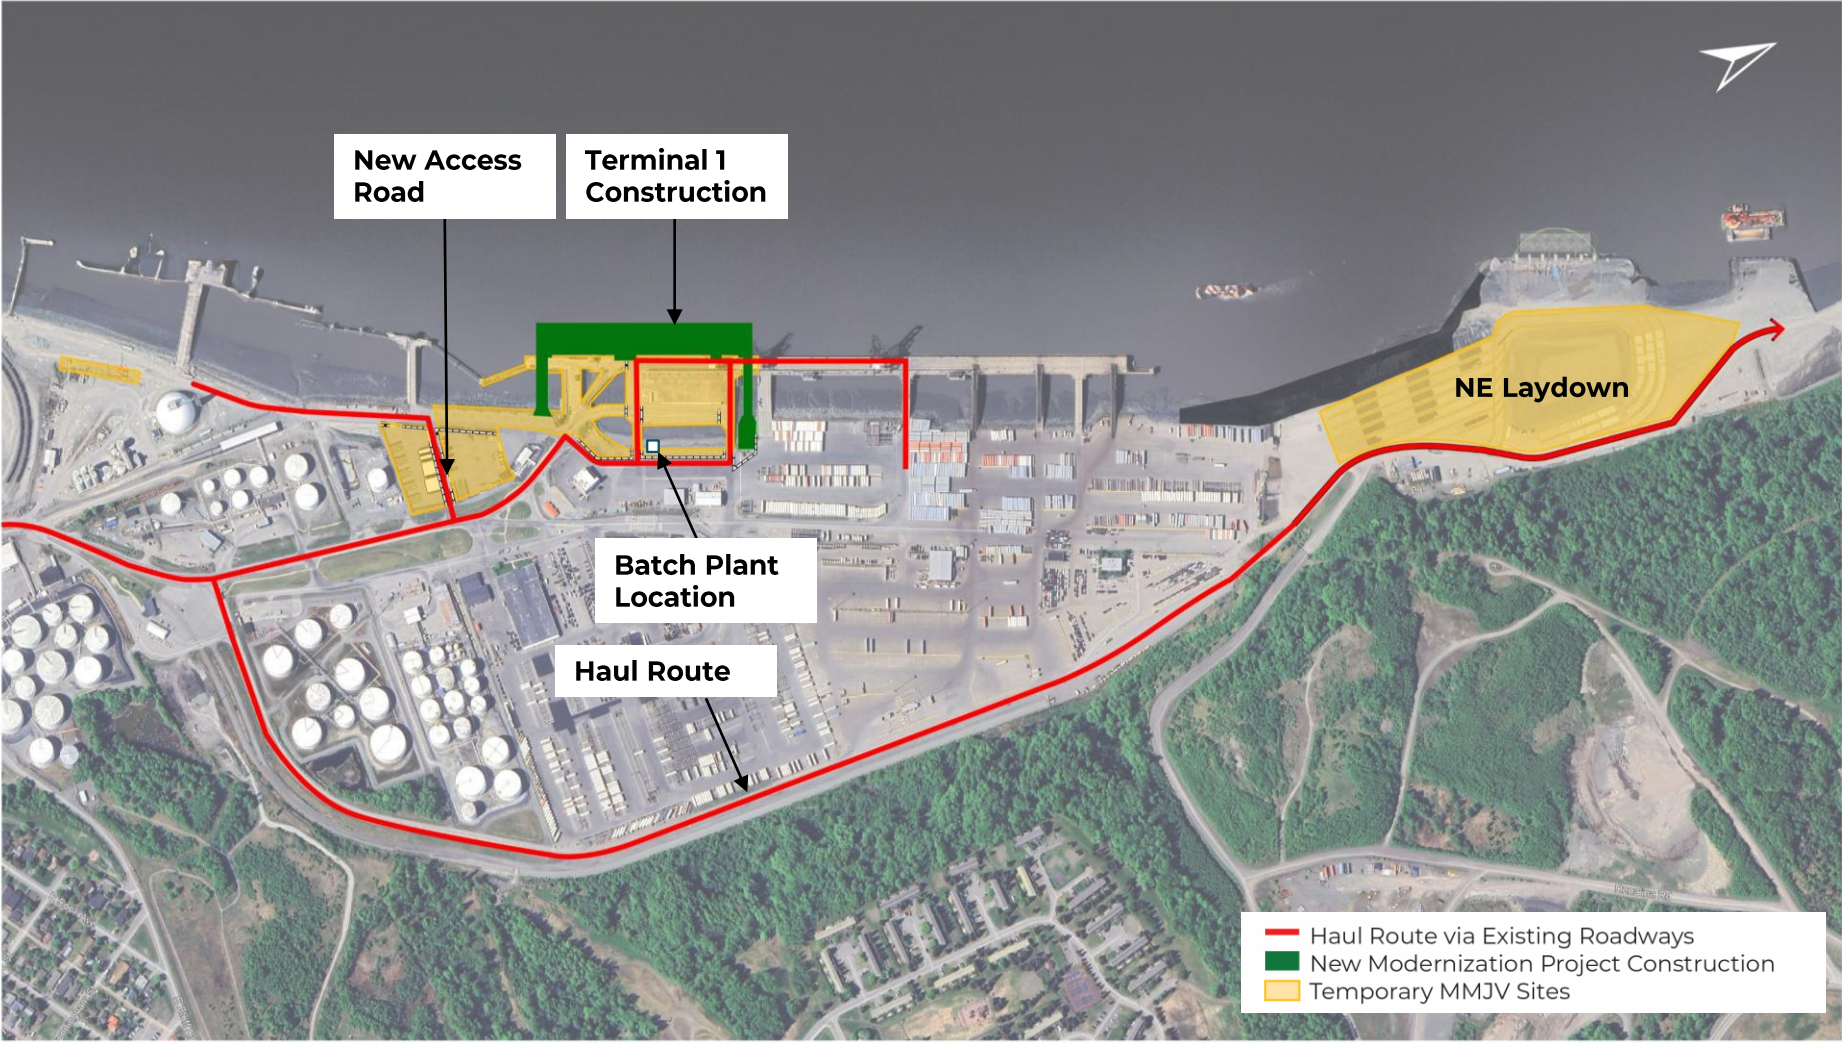 New Access
Road
Terminal 1
Construction
NE Laydown
Batch Plant
Location
Haul Route
Haul Route via Existing Roadways
New Modernization Project Construction
Temporary MMJV Sites